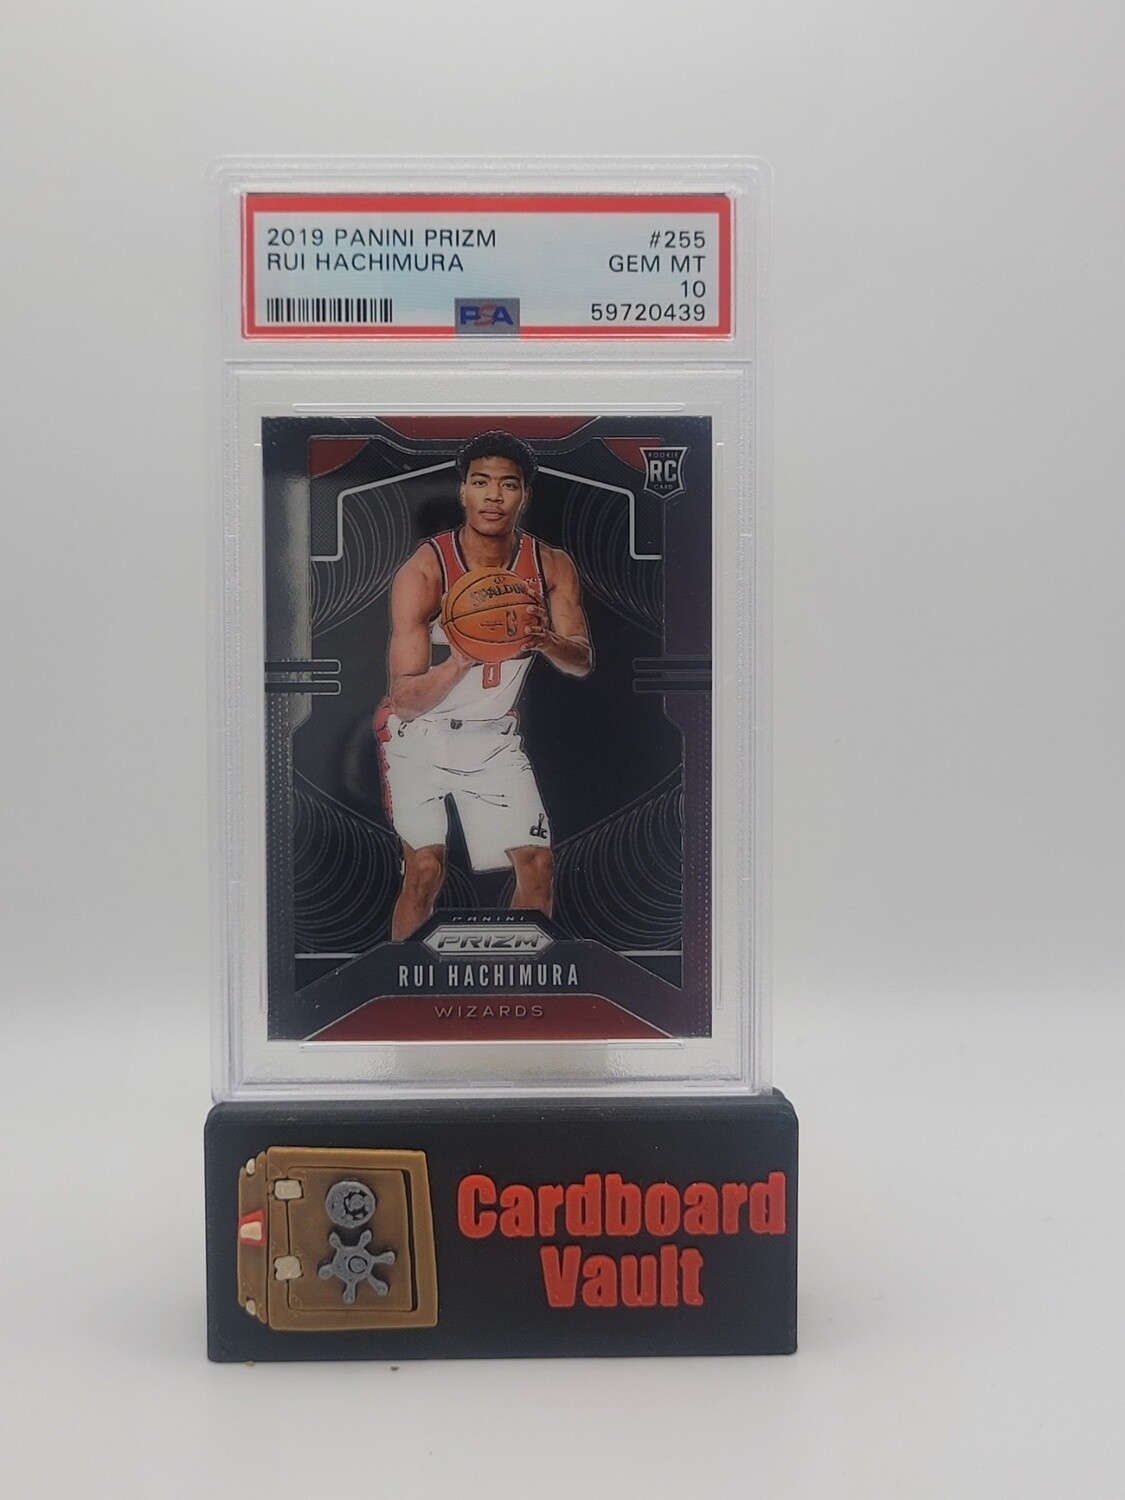 2019 PANINI PRIZM #255
RUI HACHIMURA GEM MT
10
PSA 59720439
ROOKIE
RC
CARD
SPALDING
0
dc
PANINI
PRIZM
RUI HACHIMURA
WIZARDS
Cardboard
Vault